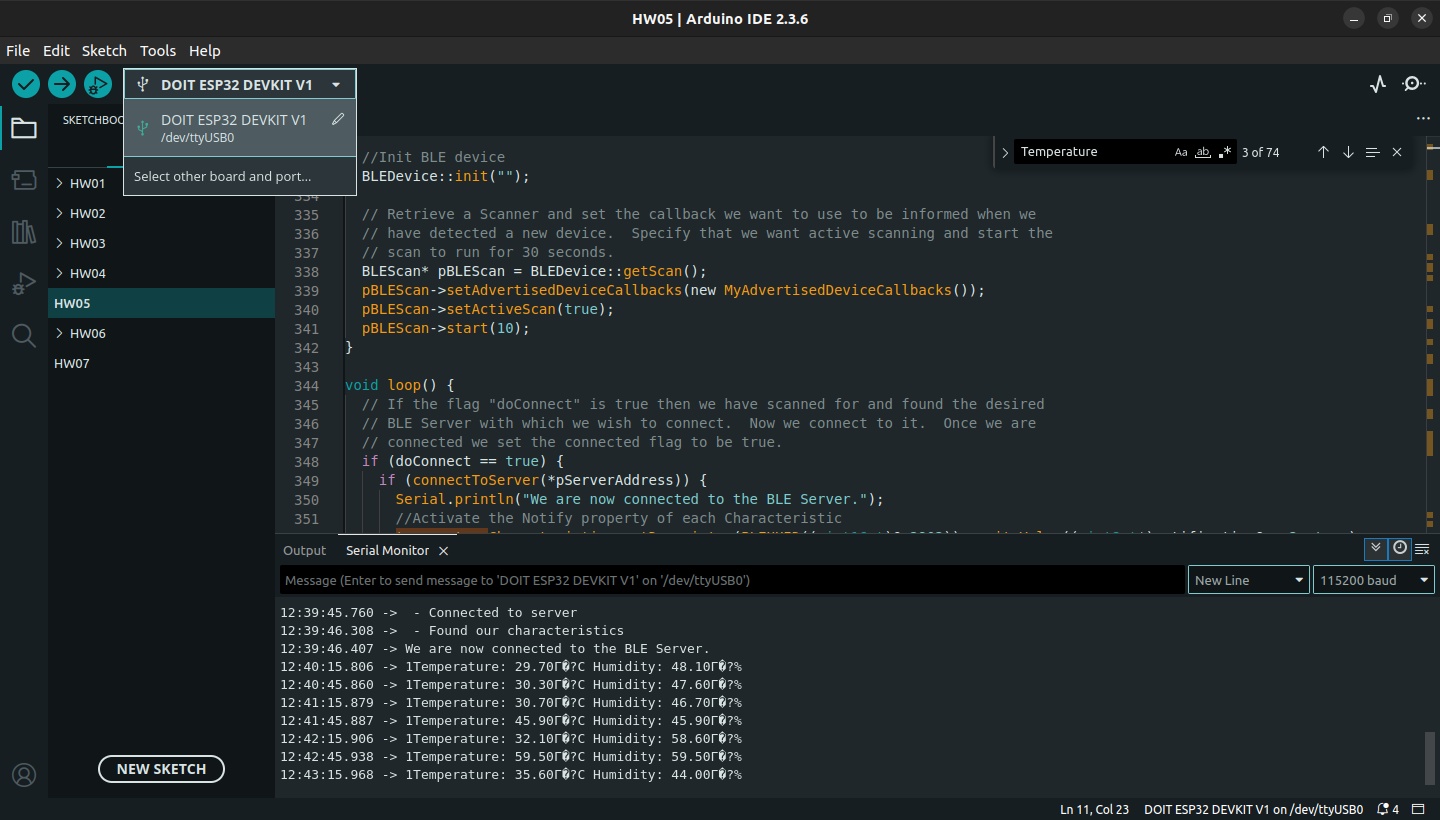 HW05 | Arduino IDE 2.3.6
File Edit Sketch Tools Help
DOIT ESP32 DEVKIT V1
DOIT ESP32 DEVKIT V1
/dev/ttyUSB0
Select other board and port...
SKETCHBOO
HW01
HW02
HW03
HW04
HW05
HW06
HW07
NEW SKETCH
Temperature
Aa ab .* 3 of 74
//Init BLE device
BLEDevice::init("");
334
335 // Retrieve a Scanner and set the callback we want to use to be informed when we
336 // have detected a new device.  Specify that we want active scanning and start the
337 // scan to run for 30 seconds.
338 BLEScan* pBLEScan = BLEDevice::getScan();
339 pBLEScan->setAdvertisedDeviceCallbacks(new MyAdvertisedDeviceCallbacks());
340 pBLEScan->setActiveScan(true);
341 pBLEScan->start(10);
342 }
343
344 void loop() {
345 // If the flag "doConnect" is true then we have scanned for and found the desired
346 // BLE Server with which we wish to connect.  Now we connect to it.  Once we are
347 // connected we set the connected flag to be true.
348 if (doConnect == true) {
349 if (connectToServer(*pServerAddress)) {
350 Serial.println("We are now connected to the BLE Server.");
351 //Activate the Notify property of each Characteristic
Output Serial Monitor
Message (Enter to send message to 'DOIT ESP32 DEVKIT V1' on '/dev/ttyUSB0')
New Line
115200 baud
12:39:45.760 ->  - Connected to server
12:39:46.308 ->  - Found our characteristics
12:39:46.407 -> We are now connected to the BLE Server.
12:40:15.806 -> 1Temperature: 29.70Γ�?C Humidity: 48.10Γ�?%
12:40:45.860 -> 1Temperature: 30.30Γ�?C Humidity: 47.60Γ�?%
12:41:15.879 -> 1Temperature: 30.70Γ�?C Humidity: 46.70Γ�?%
12:41:45.887 -> 1Temperature: 45.90Γ�?C Humidity: 45.90Γ�?%
12:42:15.906 -> 1Temperature: 32.10Γ�?C Humidity: 58.60Γ�?%
12:42:45.938 -> 1Temperature: 59.50Γ�?C Humidity: 59.50Γ�?%
12:43:15.968 -> 1Temperature: 35.60Γ�?C Humidity: 44.00Γ�?%
Ln 11, Col 23 DOIT ESP32 DEVKIT V1 on /dev/ttyUSB0 4